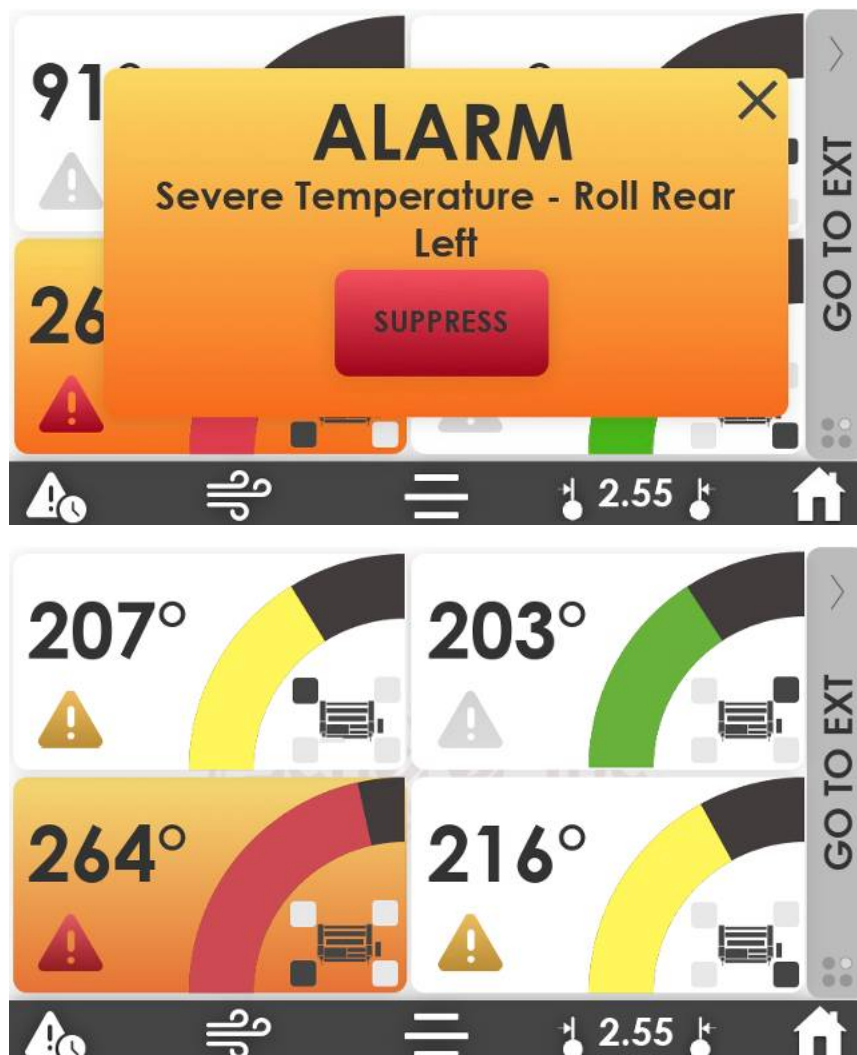 91°
ALARM
Severe Temperature - Roll Rear
Left
SUPPRESS
26
GO TO EXT
2.55
207°
203°
264°
216°
GO TO EXT
2.55